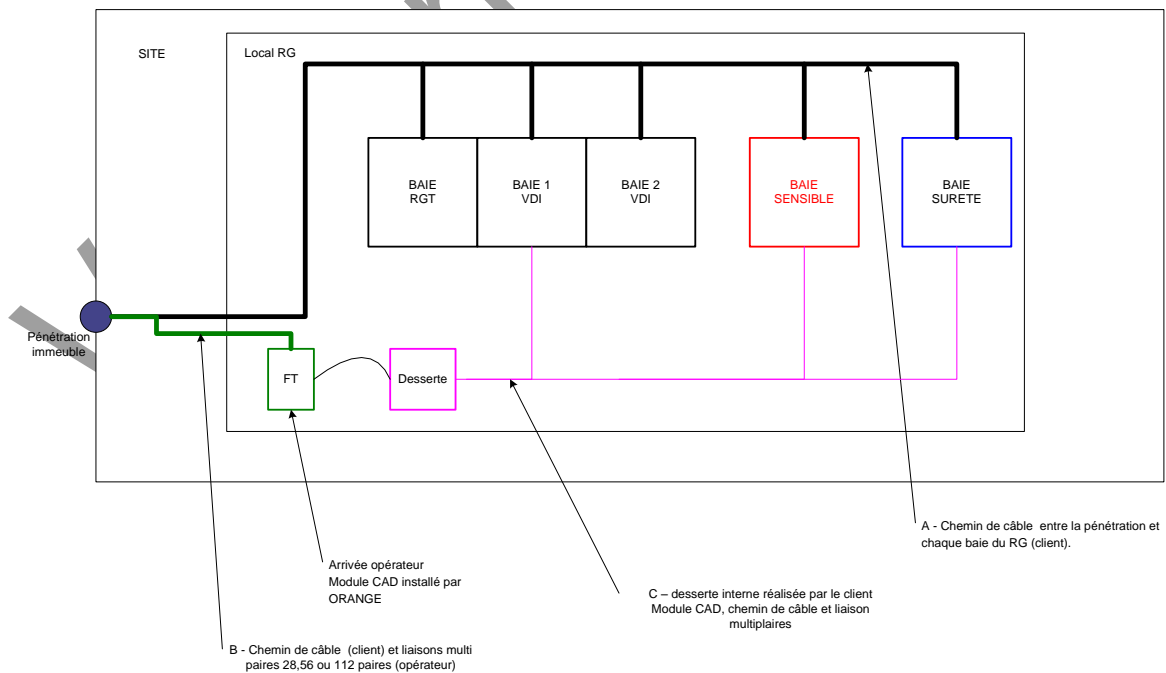 SITE
Local RG
BAIE
RGT
BAIE 1
VDI
BAIE 2
VDI
BAIE
SENSIBLE
BAIE
SURETE
Pénétration
immeuble
FT
Desserte
A - Chemin de câble entre la pénétration et
chaque baie du RG (client).
Arrivée opérateur
Module CAD installé par
ORANGE
C – desserte interne réalisée par le client
Module CAD, chemin de câble et liaison
multiplaires
B - Chemin de câble (client) et liaisons multi
paires 28,56 ou 112 paires (opérateur)